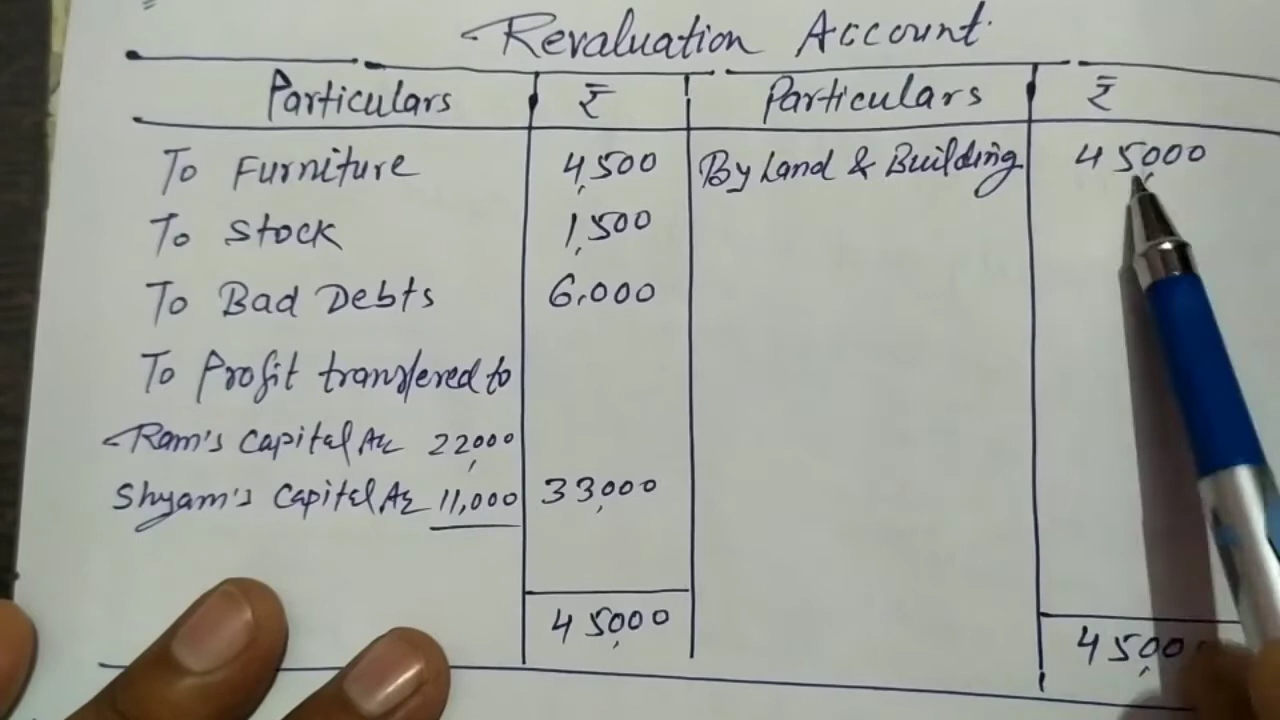 Revaluation Account
Particulars ₹ Particulars ₹
To Furniture 4,500 By Land & Building 45,000
To Stock 1,500
To Bad Debts 6,000
To Profit transfered to
Ram's Capital A/c 22,000
Shyam's Capital A/c 11,000 33,000
45,000 45,00